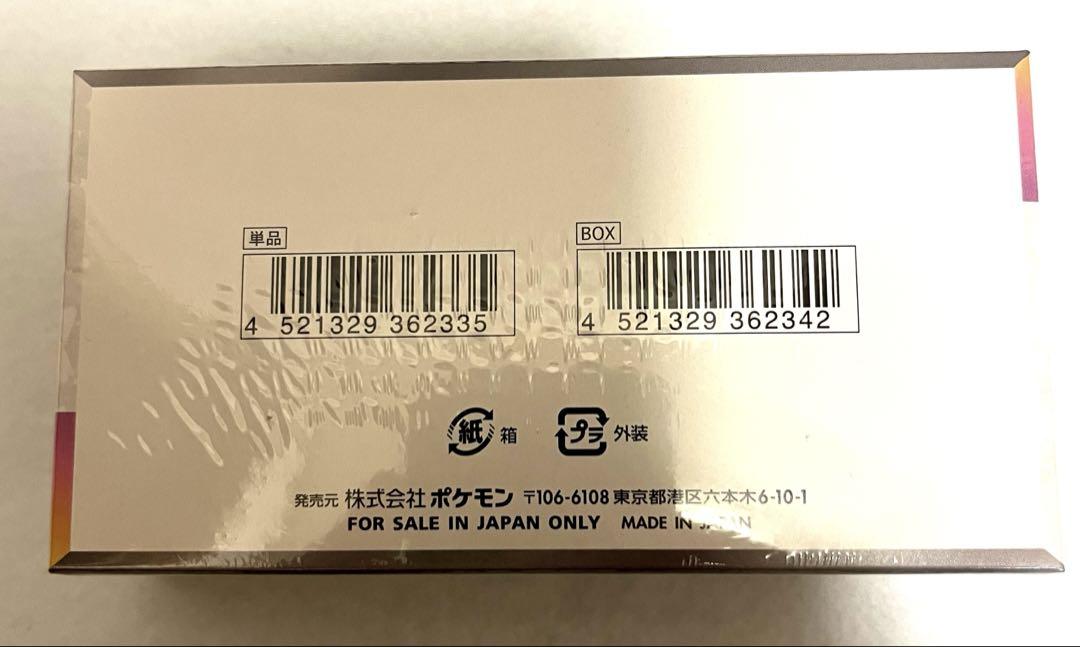 単品
BOX
4 521329 362335
4 521329 362342
紙 箱
プラ 外装
発売元 株式会社ポケモン 〒106-6108 東京都港区六本木6-10-1
FOR SALE IN JAPAN ONLY MADE IN JAPAN